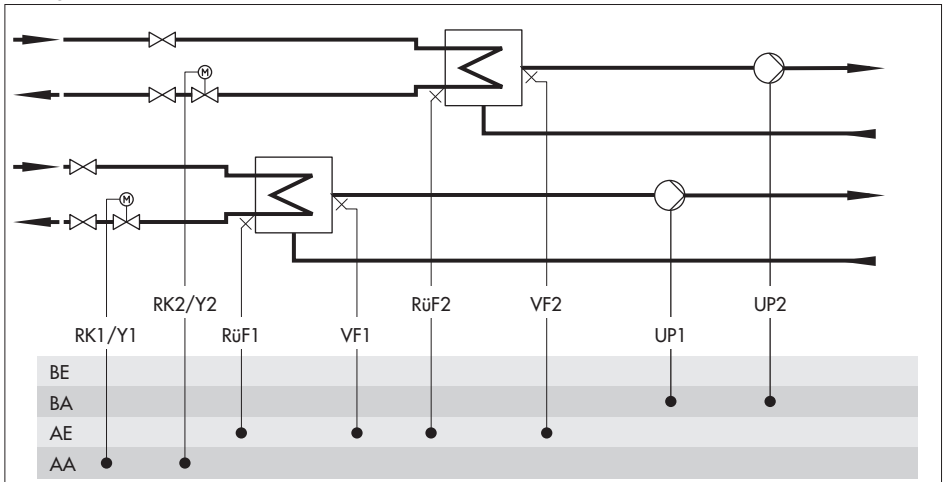 M
M
RK2/Y2 RüF2 VF2 UP2
RK1/Y1 RüF1 VF1 UP1
BE
BA
AE
AA